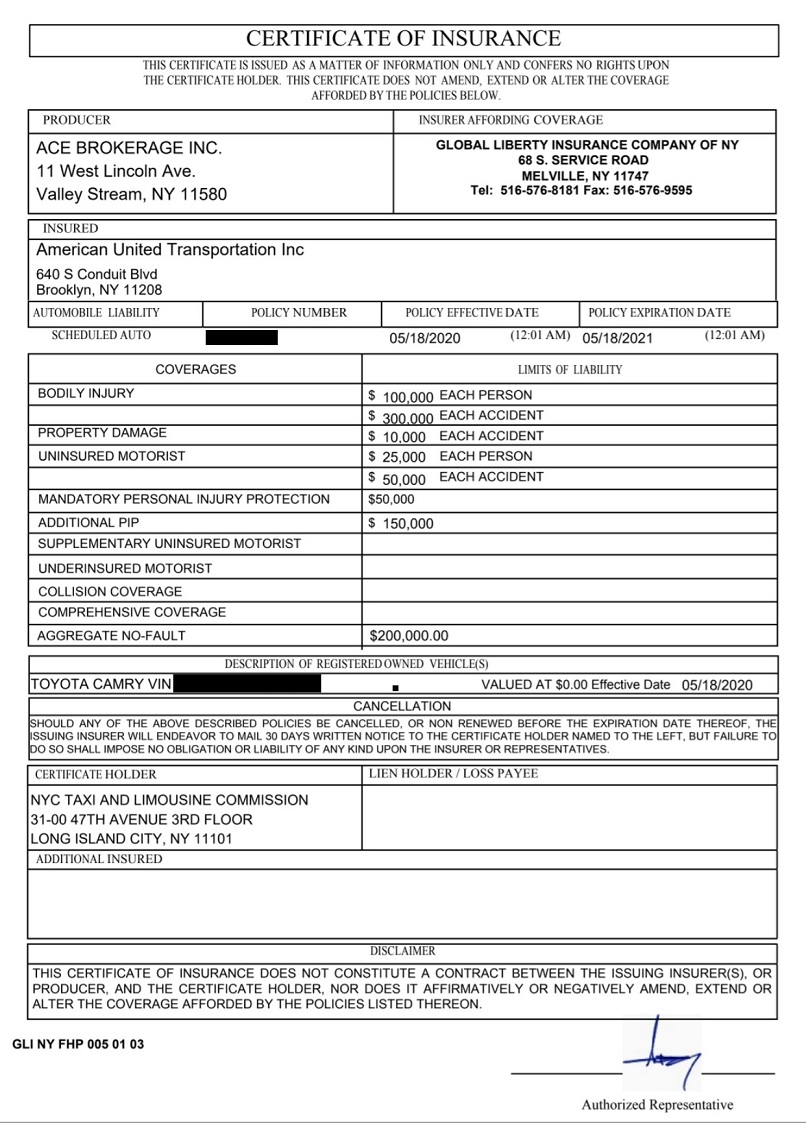 CERTIFICATE OF INSURANCE
THIS CERTIFICATE IS ISSUED AS A MATTER OF INFORMATION ONLY AND CONFERS NO RIGHTS UPON
THE CERTIFICATE HOLDER. THIS CERTIFICATE DOES NOT AMEND, EXTEND OR ALTER THE COVERAGE
AFFORDED BY THE POLICIES BELOW.
PRODUCER
ACE BROKERAGE INC.
11 West Lincoln Ave.
Valley Stream, NY 11580
INSURER AFFORDING COVERAGE
GLOBAL LIBERTY INSURANCE COMPANY OF NY
68 S. SERVICE ROAD
MELVILLE, NY 11747
Tel: 516-576-8181 Fax: 516-576-9595
INSURED
American United Transportation Inc
640 S Conduit Blvd
Brooklyn, NY 11208
AUTOMOBILE LIABILITY POLICY NUMBER POLICY EFFECTIVE DATE POLICY EXPIRATION DATE
SCHEDULED AUTO 05/18/2020 (12:01 AM) 05/18/2021 (12:01 AM)
COVERAGES LIMITS OF LIABILITY
BODILY INJURY $ 100,000 EACH PERSON
$ 300,000 EACH ACCIDENT
PROPERTY DAMAGE $ 10,000 EACH ACCIDENT
UNINSURED MOTORIST $ 25,000 EACH PERSON
$ 50,000 EACH ACCIDENT
MANDATORY PERSONAL INJURY PROTECTION $50,000
ADDITIONAL PIP $ 150,000
SUPPLEMENTARY UNINSURED MOTORIST
UNDERINSURED MOTORIST
COLLISION COVERAGE
COMPREHENSIVE COVERAGE
AGGREGATE NO-FAULT $200,000.00
DESCRIPTION OF REGISTERED OWNED VEHICLE(S)
TOYOTA CAMRY VIN VALUED AT $0.00 Effective Date 05/18/2020
CANCELLATION
SHOULD ANY OF THE ABOVE DESCRIBED POLICIES BE CANCELLED, OR NON RENEWED BEFORE THE EXPIRATION DATE THEREOF, THE
ISSUING INSURER WILL ENDEAVOR TO MAIL 30 DAYS WRITTEN NOTICE TO THE CERTIFICATE HOLDER NAMED TO THE LEFT, BUT FAILURE TO
DO SO SHALL IMPOSE NO OBLIGATION OR LIABILITY OF ANY KIND UPON THE INSURER OR REPRESENTATIVES.
CERTIFICATE HOLDER
NYC TAXI AND LIMOUSINE COMMISSION
31-00 47TH AVENUE 3RD FLOOR
LONG ISLAND CITY, NY 11101
LIEN HOLDER / LOSS PAYEE
ADDITIONAL INSURED
DISCLAIMER
THIS CERTIFICATE OF INSURANCE DOES NOT CONSTITUTE A CONTRACT BETWEEN THE ISSUING INSURER(S), OR
PRODUCER, AND THE CERTIFICATE HOLDER, NOR DOES IT AFFIRMATIVELY OR NEGATIVELY AMEND, EXTEND OR
ALTER THE COVERAGE AFFORDED BY THE POLICIES LISTED THEREON.
GLI NY FHP 005 01 03
Authorized Representative